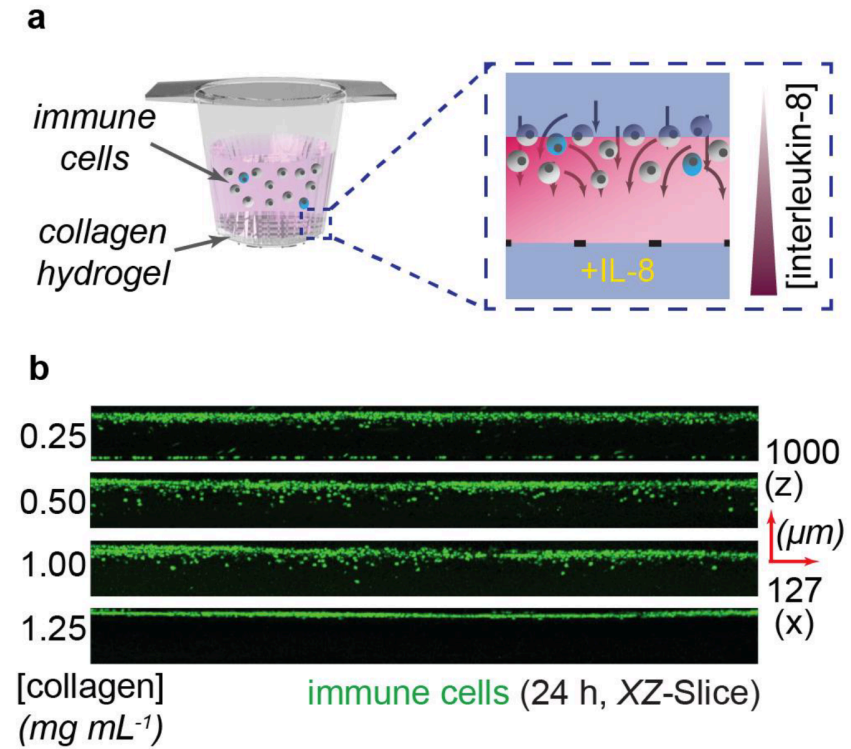 a
immune
cells
collagen
hydrogel
+IL-8
[interleukin-8]
b
0.25
0.50
1.00
1.25
1000
(z)
(µm)
127
(x)
[collagen]
(mg mL-1)
immune cells (24 h, XZ-Slice)